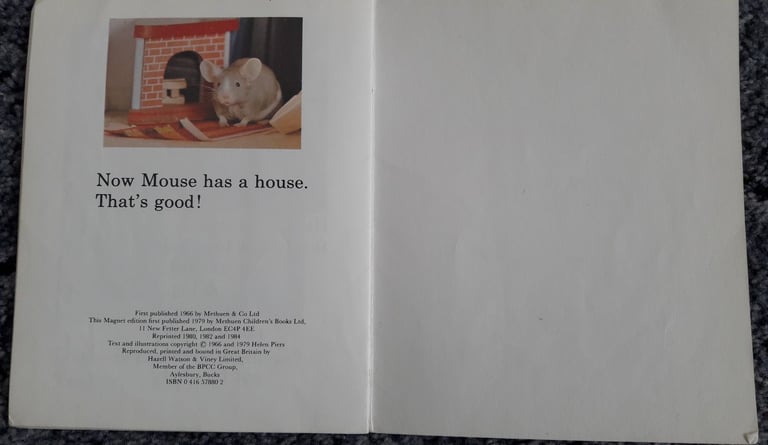 Now Mouse has a house.
That's good!
First published 1966 by Methuen & Co Ltd
This Magnet edition first published 1979 by Methuen Children's Books Ltd,
11 New Fetter Lane, London EC4P 4EE
Reprinted 1980, 1982 and 1984
Text and illustrations copyright © 1966 and 1979 Helen Piers
Reproduced, printed and bound in Great Britain by
Hazell Watson & Viney Limited,
Member of the BPCC Group,
Aylesbury, Bucks
ISBN 0 416 57880 2